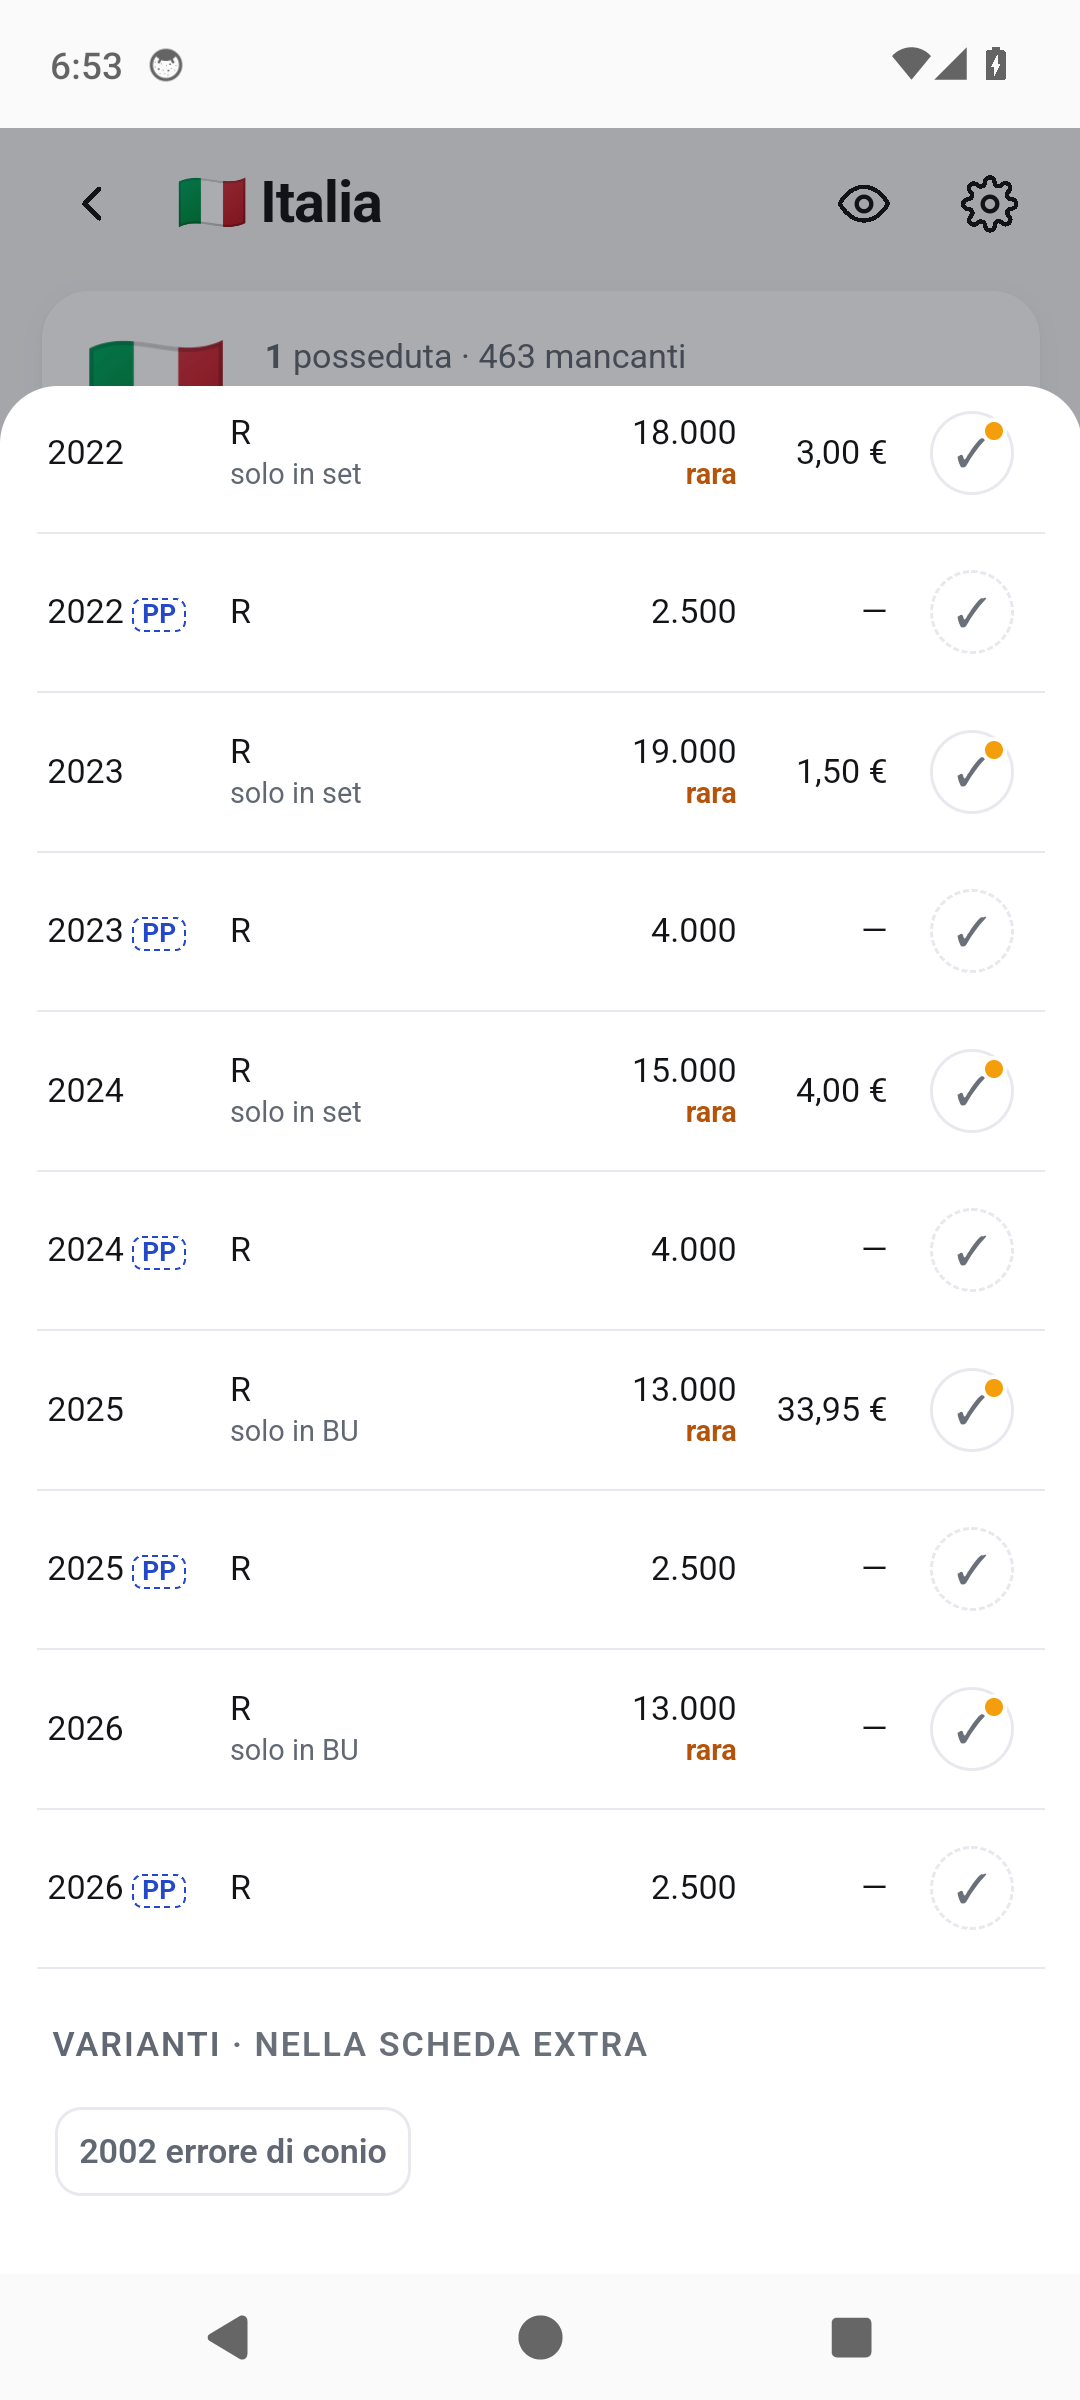 6:53
Italia
1 posseduta · 463 mancanti
2022 R 18.000 3,00 € ✓
solo in set rara
2022 PP R 2.500 — ✓
2023 R 19.000 1,50 € ✓
solo in set rara
2023 PP R 4.000 — ✓
2024 R 15.000 4,00 € ✓
solo in set rara
2024 PP R 4.000 — ✓
2025 R 13.000 33,95 € ✓
solo in BU rara
2025 PP R 2.500 — ✓
2026 R 13.000 — ✓
solo in BU rara
2026 PP R 2.500 — ✓
VARIANTI · NELLA SCHEDA EXTRA
2002 errore di conio